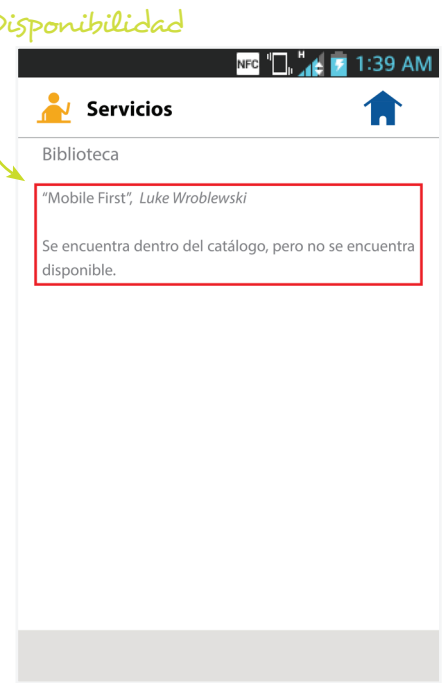 Disponibilidad
NFC H 1:39 AM
Servicios
Biblioteca
“Mobile First”, Luke Wroblewski
Se encuentra dentro del catálogo, pero no se encuentra
disponible.